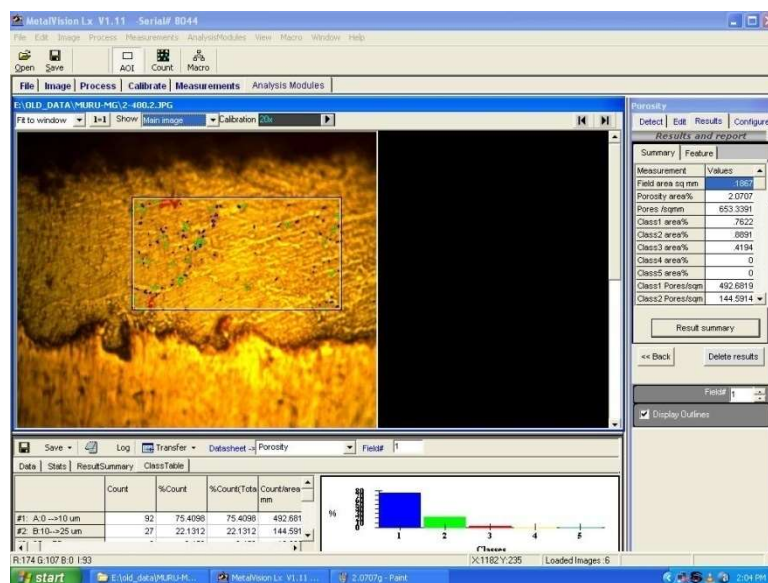 MetalVision Lx V1.11 -Serial# B044
File Edit Image Process Measurements AnalysisModules View Macro Window Help
Open Save AOI Count Macro
File Image Process Calibrate Measurements Analysis Modules
E:\OLD_DATA\MURU-MG\2-400.2.JPG
Fit to window 1=1 Show Main image Calibration 20x
Porosity
Detect Edit Results Configure
Results and report
Summary Feature
Measurement Values
Field area sq mm .1867
Porosity area% 2.0707
Pores /sqmm 653.3391
Class1 area% .7622
Class2 area% .8891
Class3 area% .4194
Class4 area% 0
Class5 area% 0
Class1 Pores/sqm 492.6819
Class2 Pores/sqm 144.5914
Result summary
<< Back Delete results
Field# 1
Display Outlines
Save Log Transfer Datasheet -> Porosity Field# 1
Data Stats ResultSummary ClassTable
Count %Count %Count(Tota Count/area
mm
#1: A:0 -->10 um 92 75.4098 75.4098 492.681
#2: B:10->25 um 27 22.1312 22.1312 144.591
%
80
0
1 2 3 4 5
Classes
R:174 G:107 B:0 I:93 X:1182 Y:235 Loaded Images :6
start E:\old_data\MURU-M... MetalVision Lx V1.11 ... 2.0707g - Paint 2:04 PM